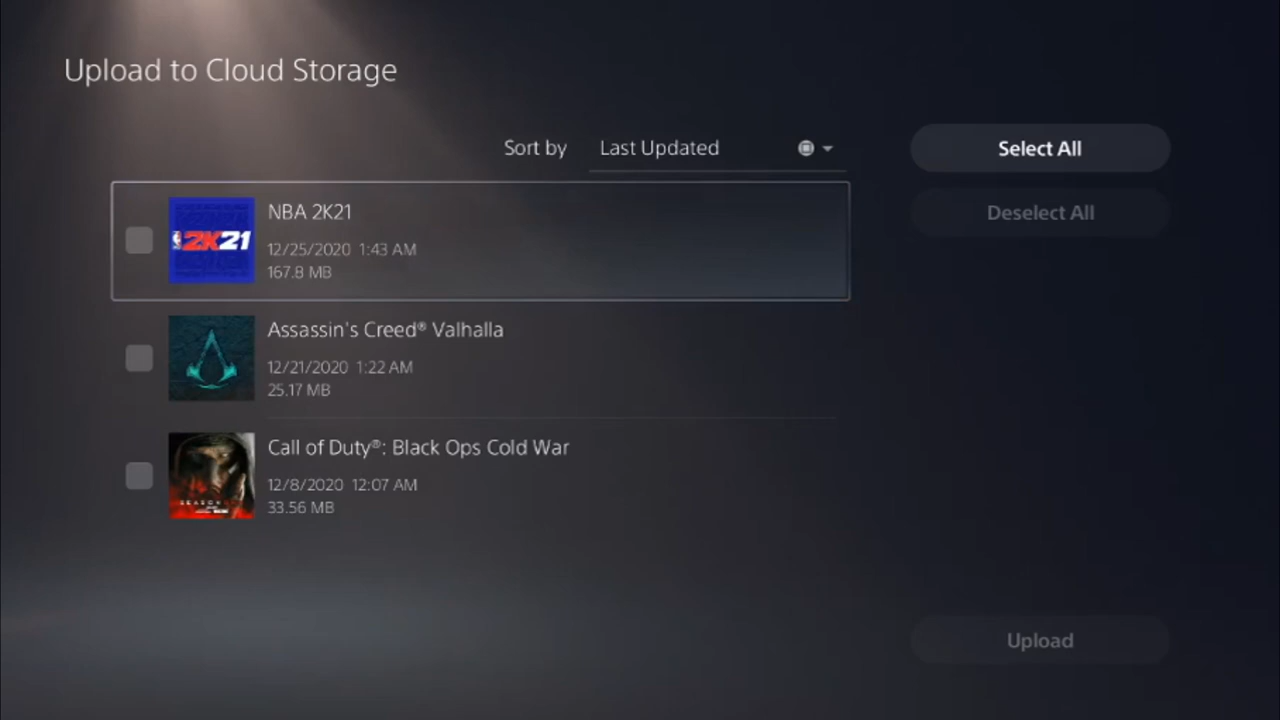 Upload to Cloud Storage
Sort by Last Updated
Select All
Deselect All
NBA 2K21
12/25/2020 1:43 AM
167.8 MB
2K21
Assassin's Creed® Valhalla
12/21/2020 1:22 AM
25.17 MB
Call of Duty®: Black Ops Cold War
12/8/2020 12:07 AM
33.56 MB
SEASON
Upload